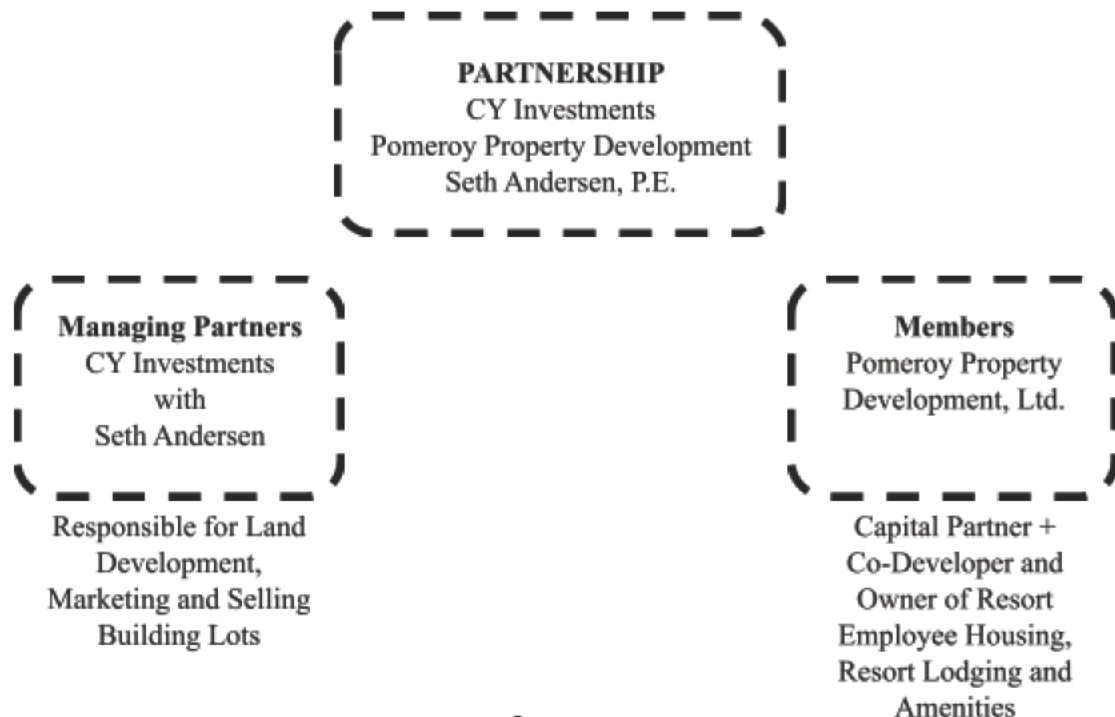 PARTNERSHIP
CY Investments
Pomeroy Property Development
Seth Andersen, P.E.
Managing Partners
CY Investments
with
Seth Andersen
Responsible for Land
Development,
Marketing and Selling
Building Lots
Members
Pomeroy Property
Development, Ltd.
Capital Partner +
Co-Developer and
Owner of Resort
Employee Housing,
Resort Lodging and
Amenities